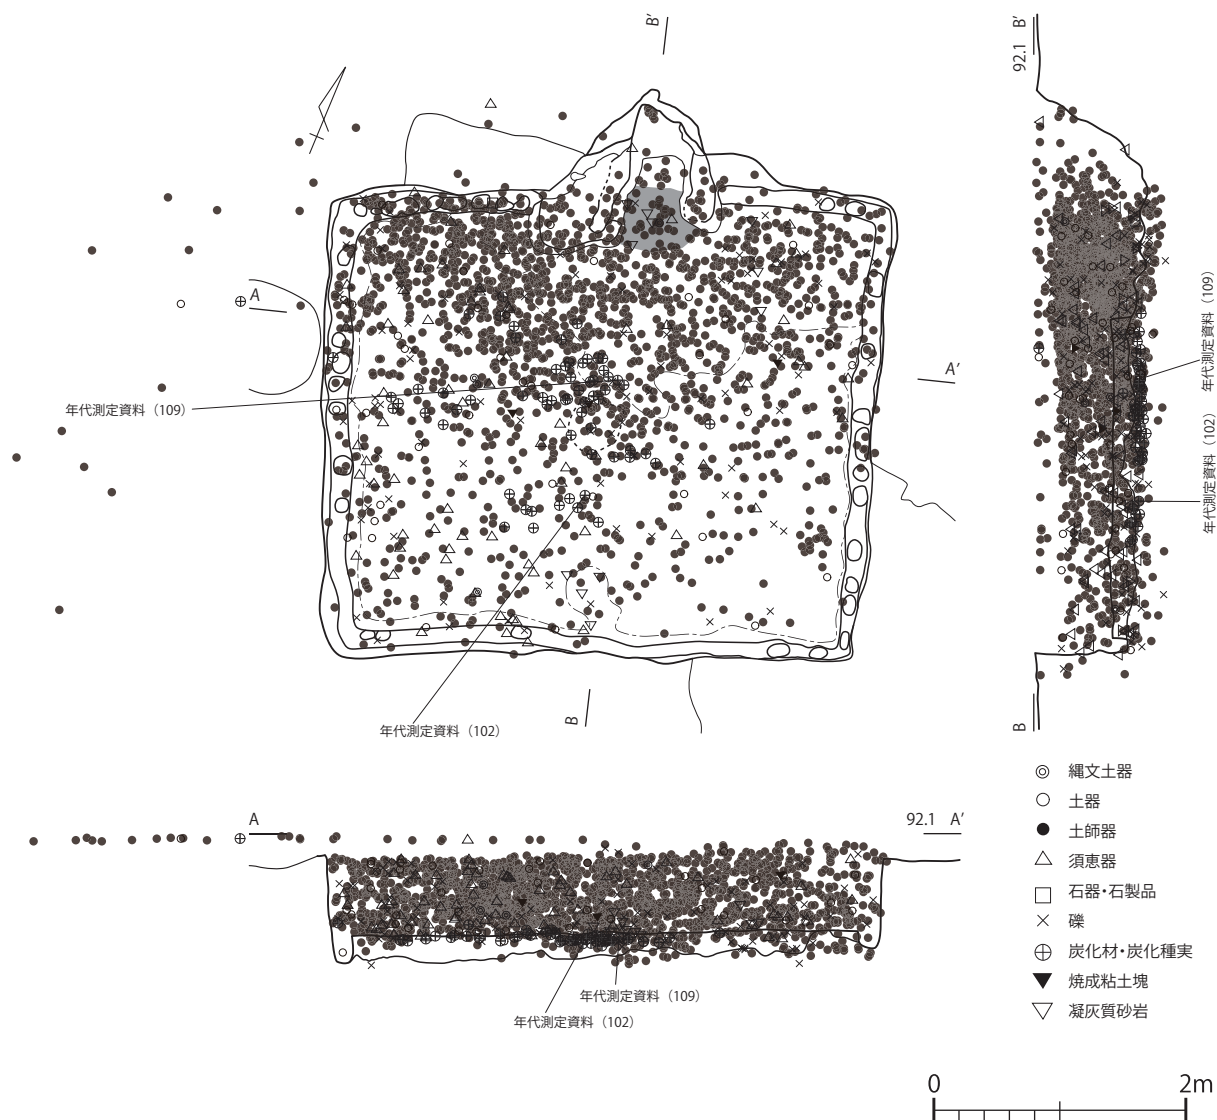 B′
92.1 B′
A
A′
年代測定資料（109）
年代測定資料（109）
年代測定資料（102）
年代測定資料（102）
B
B
縄文土器
土器
土師器
須恵器
石器・石製品
礫
炭化材・炭化種実
焼成粘土塊
凝灰質砂岩
A
92.1 A′
年代測定資料（109）
年代測定資料（102）
0 2m